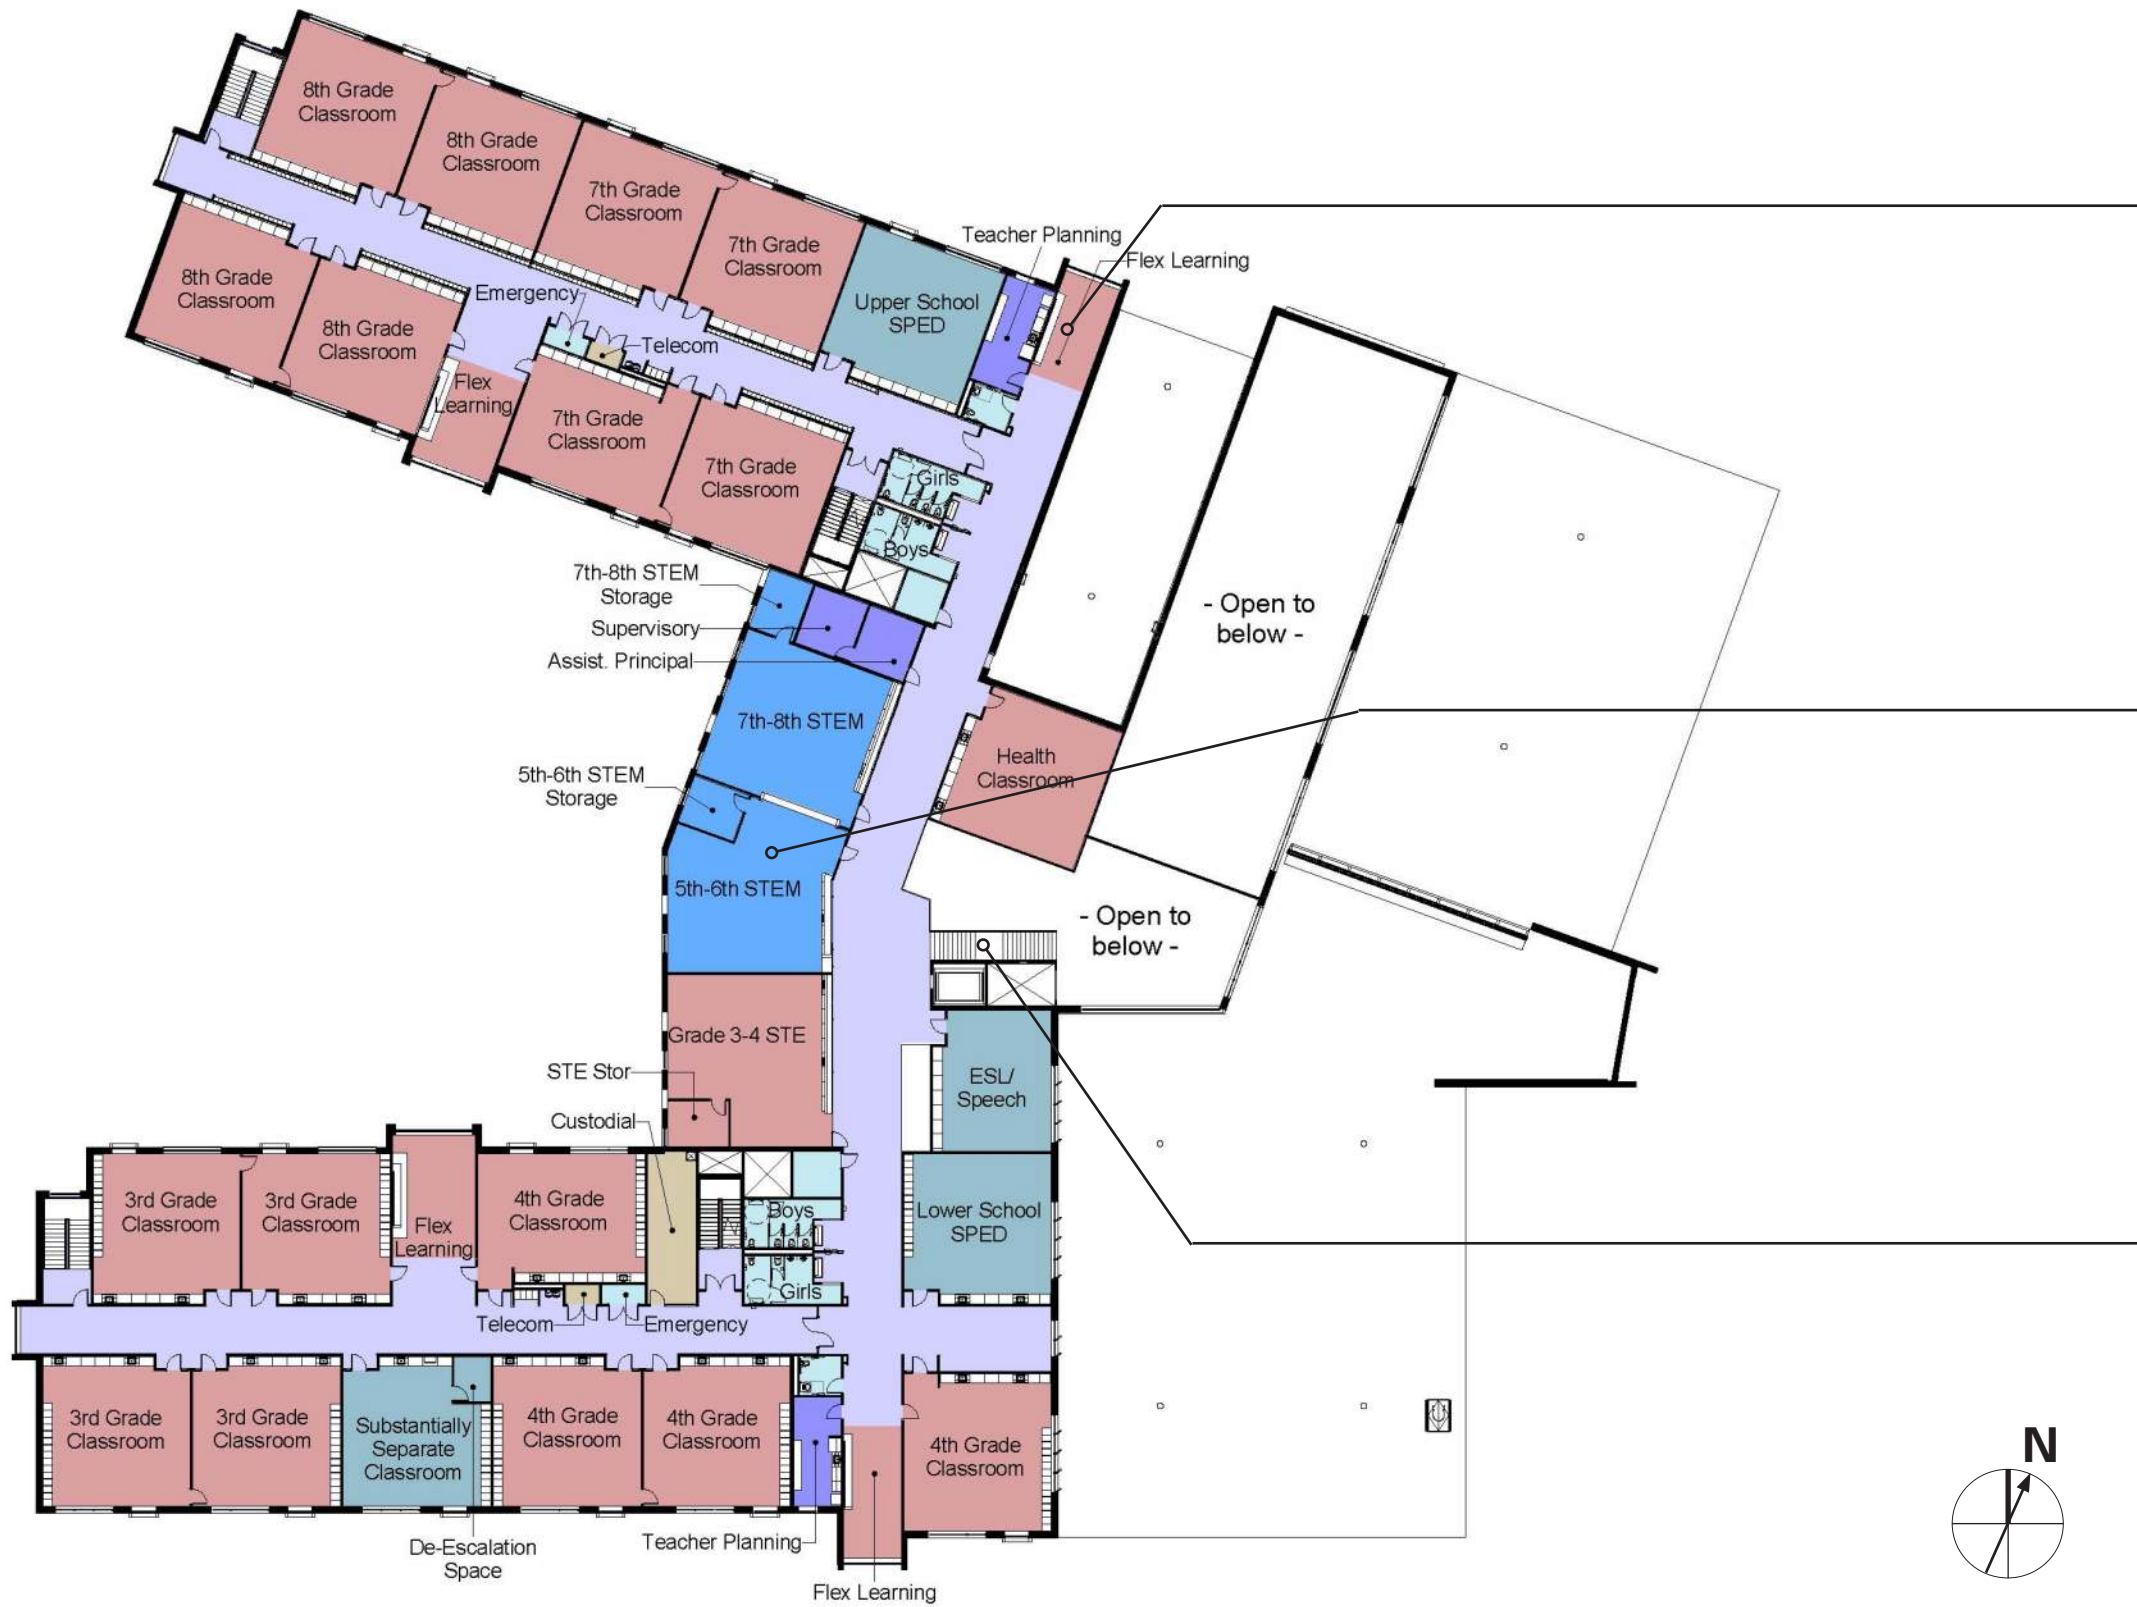 8th Grade
Classroom
8th Grade
Classroom
7th Grade
Classroom
7th Grade
Classroom
Teacher Planning
Flex Learning
8th Grade
Classroom
8th Grade
Classroom
Emergency
Telecom
Upper School
SPED
Flex
Learning
7th Grade
Classroom
7th Grade
Classroom
Girls
Boys
7th-8th STEM
Storage
Supervisory
Assist. Principal
- Open to
below -
7th-8th STEM
Health
Classroom
5th-6th STEM
Storage
5th-6th STEM
- Open to
below -
Grade 3-4 STE
STE Stor
ESL/
Speech
Custodial
3rd Grade
Classroom
3rd Grade
Classroom
Flex
Learning
4th Grade
Classroom
Boys
Lower School
SPED
Girls
Telecom
Emergency
3rd Grade
Classroom
3rd Grade
Classroom
Substantially
Separate
Classroom
4th Grade
Classroom
4th Grade
Classroom
4th Grade
Classroom
De-Escalation
Space
Teacher Planning
Flex Learning
N